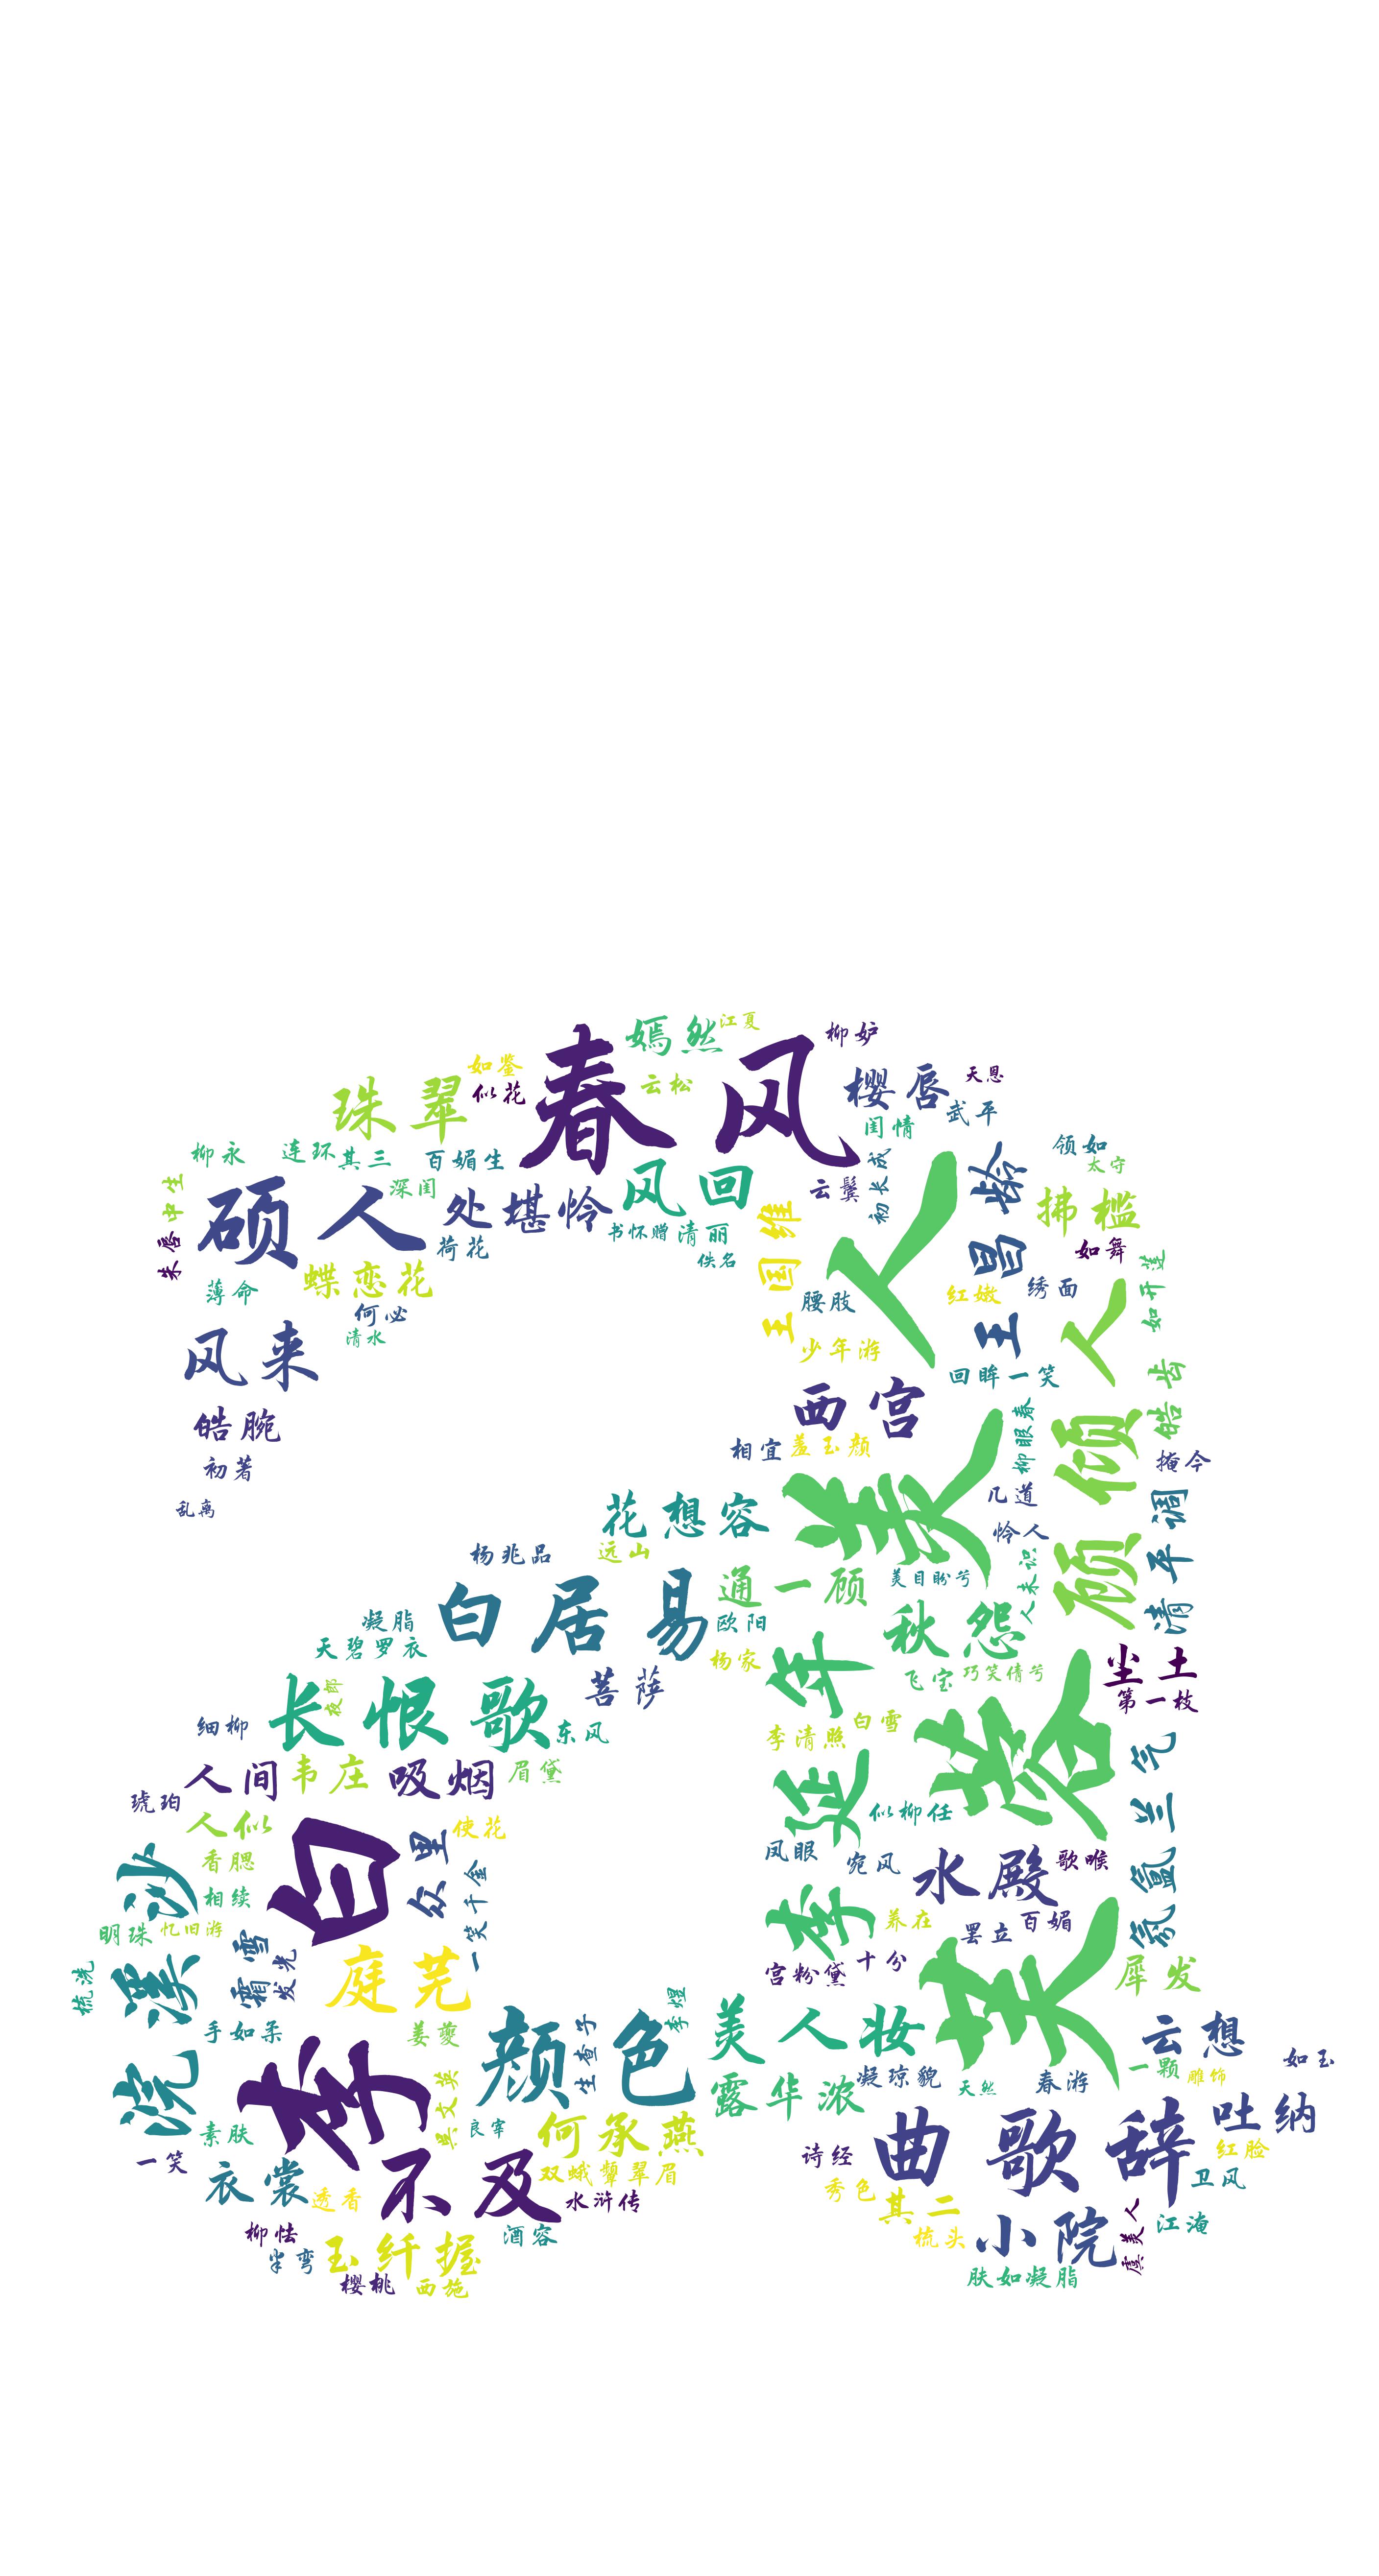 嫣然
江夏
柳妒
春风
如鉴
似花
云松
珠翠
樱唇
天恩
武平
闺情
柳永
连环
其三
百媚生
领如
太守
朱唇
中生
硕人
深闺
处堪怜
风回
云鬓
初长成
王昌龄
拂槛
荷花
书怀赠
清丽
佚名
王国维
如舞
薄命
蝶恋花
何必
清水
腰肢
美人
红嫩
绣面
如开莲
风来
少年游
回眸一笑
倾人
皓腕
西宫
皓齿
初著
相宜
羞玉颜
柳眼春
掩今
乱离
花想容
几道
怜人
清平调
杨兆品
远山
白居易
通一顾
美目盼兮
人未识
顾
凝脂
天碧罗衣
欧阳
秋怨
杨家
飞宝
巧笑倩兮
尘土
第一枝
长恨歌
菩萨
东风
细柳
李延年
李清照
白雪
芙蓉
人间
韦庄
吸烟
眉黛
琥珀
人似
李白
众里
使花
似柳任
气
兰
氤氲
浣溪沙
香腮
相续
凤眼
宛风
水殿
歌喉
明珠
忆旧游
霜雪
发光
一笑千金
养在
罢立
百媚
宫粉黛
十分
芙
犀发
梳洗
庭芜
手如柔
姜夔
颜色
生查子
李煜
美人妆
云想
如玉
一颗
雕饰
露华浓
凝琼貌
天然
春游
吴文英
良宰
何承燕
曲歌辞
吐纳
红脸
素肤
一笑
衣裳
透香
不及
双蛾颦翠眉
水浒传
诗经
秀色
其二
卫风
柳怯
半弯
玉纤握
酒容
梳头
小院
虞美人
江淹
樱桃
西施
肤如凝脂